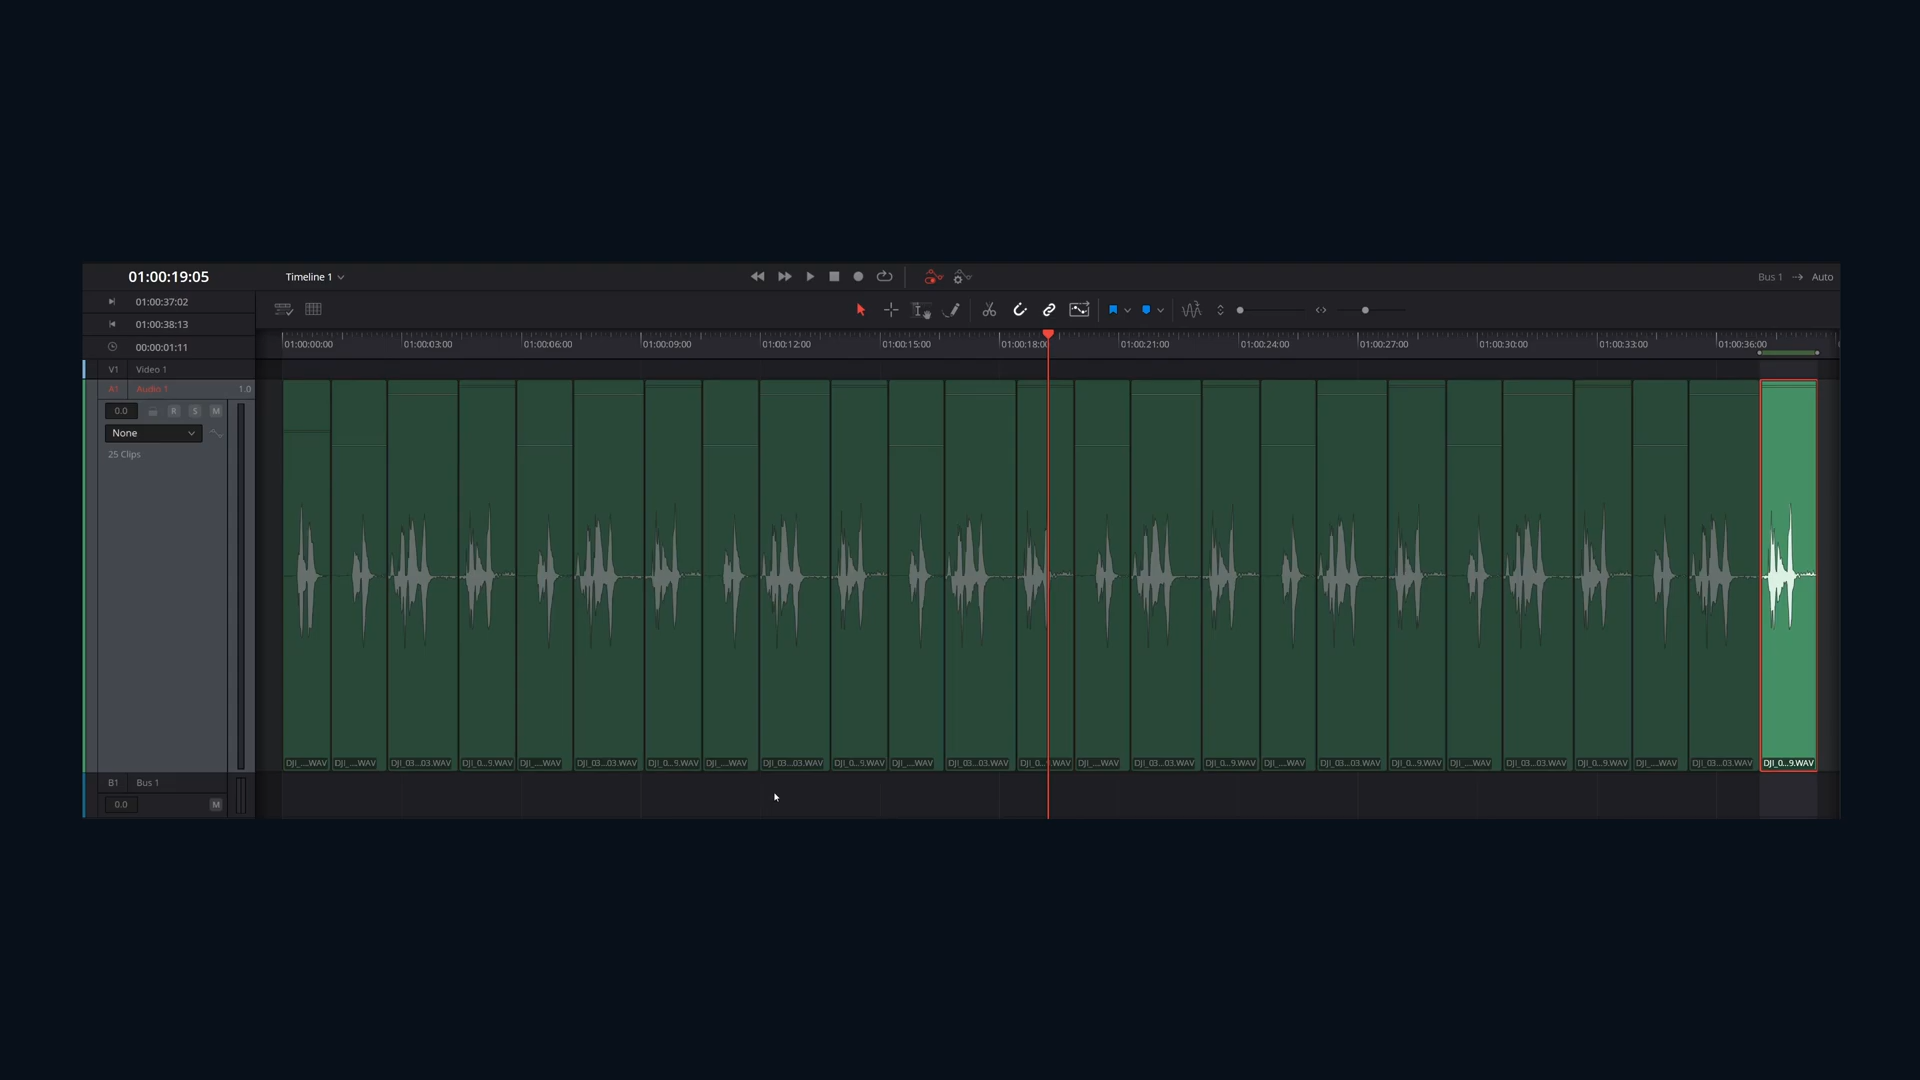 01:00:19:05 Timeline 1 Bus 1 Auto
01:00:37:02
01:00:38:13
01:00:00:00 01:00:03:00 01:00:06:00 01:00:09:00 01:00:12:00 01:00:15:00 01:00:18:00 01:00:21:00 01:00:24:00 01:00:27:00 01:00:30:00 01:00:33:00 01:00:36:00
00:00:01:11
V1 Video 1
A1 Audio 1 1.0
0.0 R S M
None
25 Clips
DJI_....WAV DJI_....WAV DJI_03...03.WAV DJI_0...9.WAV DJI_....WAV DJI_03...03.WAV DJI_0...9.WAV DJI_....WAV DJI_03...03.WAV DJI_0...9.WAV DJI_....WAV DJI_03...03.WAV DJI_0...9.WAV DJI_....WAV DJI_03...03.WAV DJI_0...9.WAV DJI_....WAV DJI_03...03.WAV DJI_0...9.WAV DJI_....WAV DJI_03...03.WAV DJI_0...9.WAV DJI_....WAV DJI_03...03.WAV DJI_0...9.WAV
B1 Bus 1
0.0 M